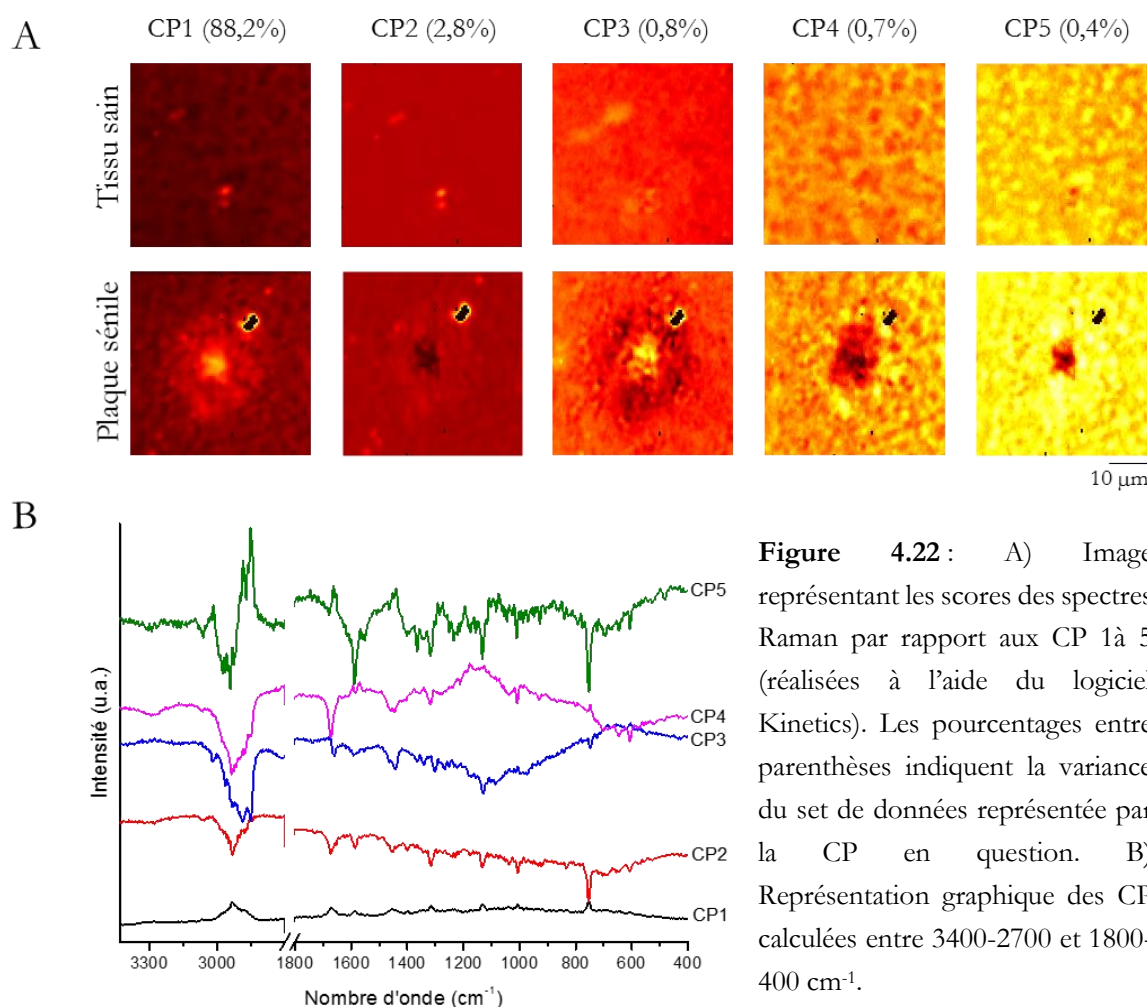 A
CP1 (88,2%) CP2 (2,8%) CP3 (0,8%) CP4 (0,7%) CP5 (0,4%)
Tissu sain
Plaque sénile
10 µm
B
Intensité (u.a.)
CP5
CP4
CP3
CP2
CP1
3300 3000 1800 1600 1400 1200 1000 800 600 400
Nombre d'onde (cm⁻¹)
Figure 4.22 : A) Image
représentant les scores des spectres
Raman par rapport aux CP 1à 5
(réalisées à l'aide du logiciel
Kinetics). Les pourcentages entre
parenthèses indiquent la variance
du set de données représentée par
la CP en question. B)
Représentation graphique des CP
calculées entre 3400-2700 et 1800-
400 cm⁻¹.